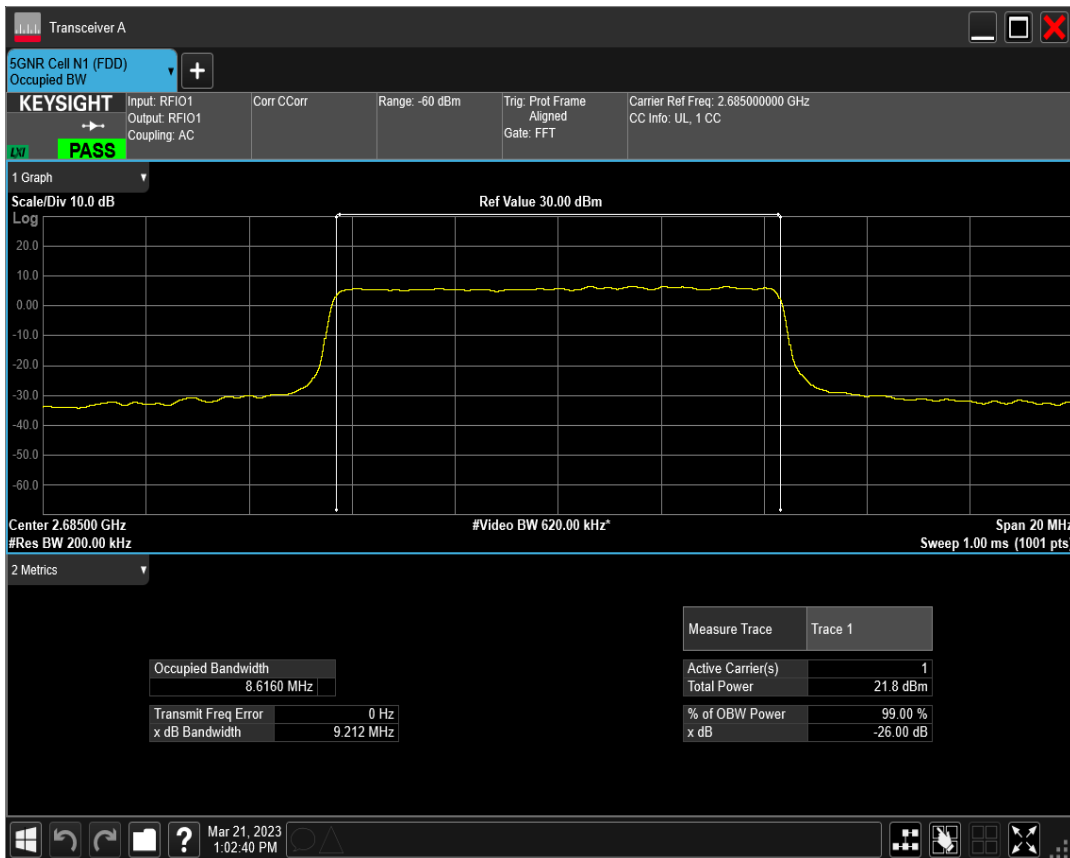 Transceiver A
5GNR Cell N1 (FDD)
Occupied BW
KEYSIGHT
LXI
PASS
Input: RFIO1
Output: RFIO1
Coupling: AC
Corr CCorr
Range: -60 dBm
Trig: Prot Frame
Aligned
Gate: FFT
Carrier Ref Freq: 2.685000000 GHz
CC Info: UL, 1 CC
1 Graph
Scale/Div 10.0 dB
Ref Value 30.00 dBm
Log
20.0
10.0
0.00
-10.0
-20.0
-30.0
-40.0
-50.0
-60.0
Center 2.68500 GHz
#Video BW 620.00 kHz*
Span 20 MHz
#Res BW 200.00 kHz
Sweep 1.00 ms (1001 pts)
2 Metrics
Measure Trace Trace 1
Occupied Bandwidth
8.6160 MHz
Active Carrier(s) 1
Total Power 21.8 dBm
Transmit Freq Error 0 Hz
x dB Bandwidth 9.212 MHz
% of OBW Power 99.00 %
x dB -26.00 dB
?
Mar 21, 2023
1:02:40 PM